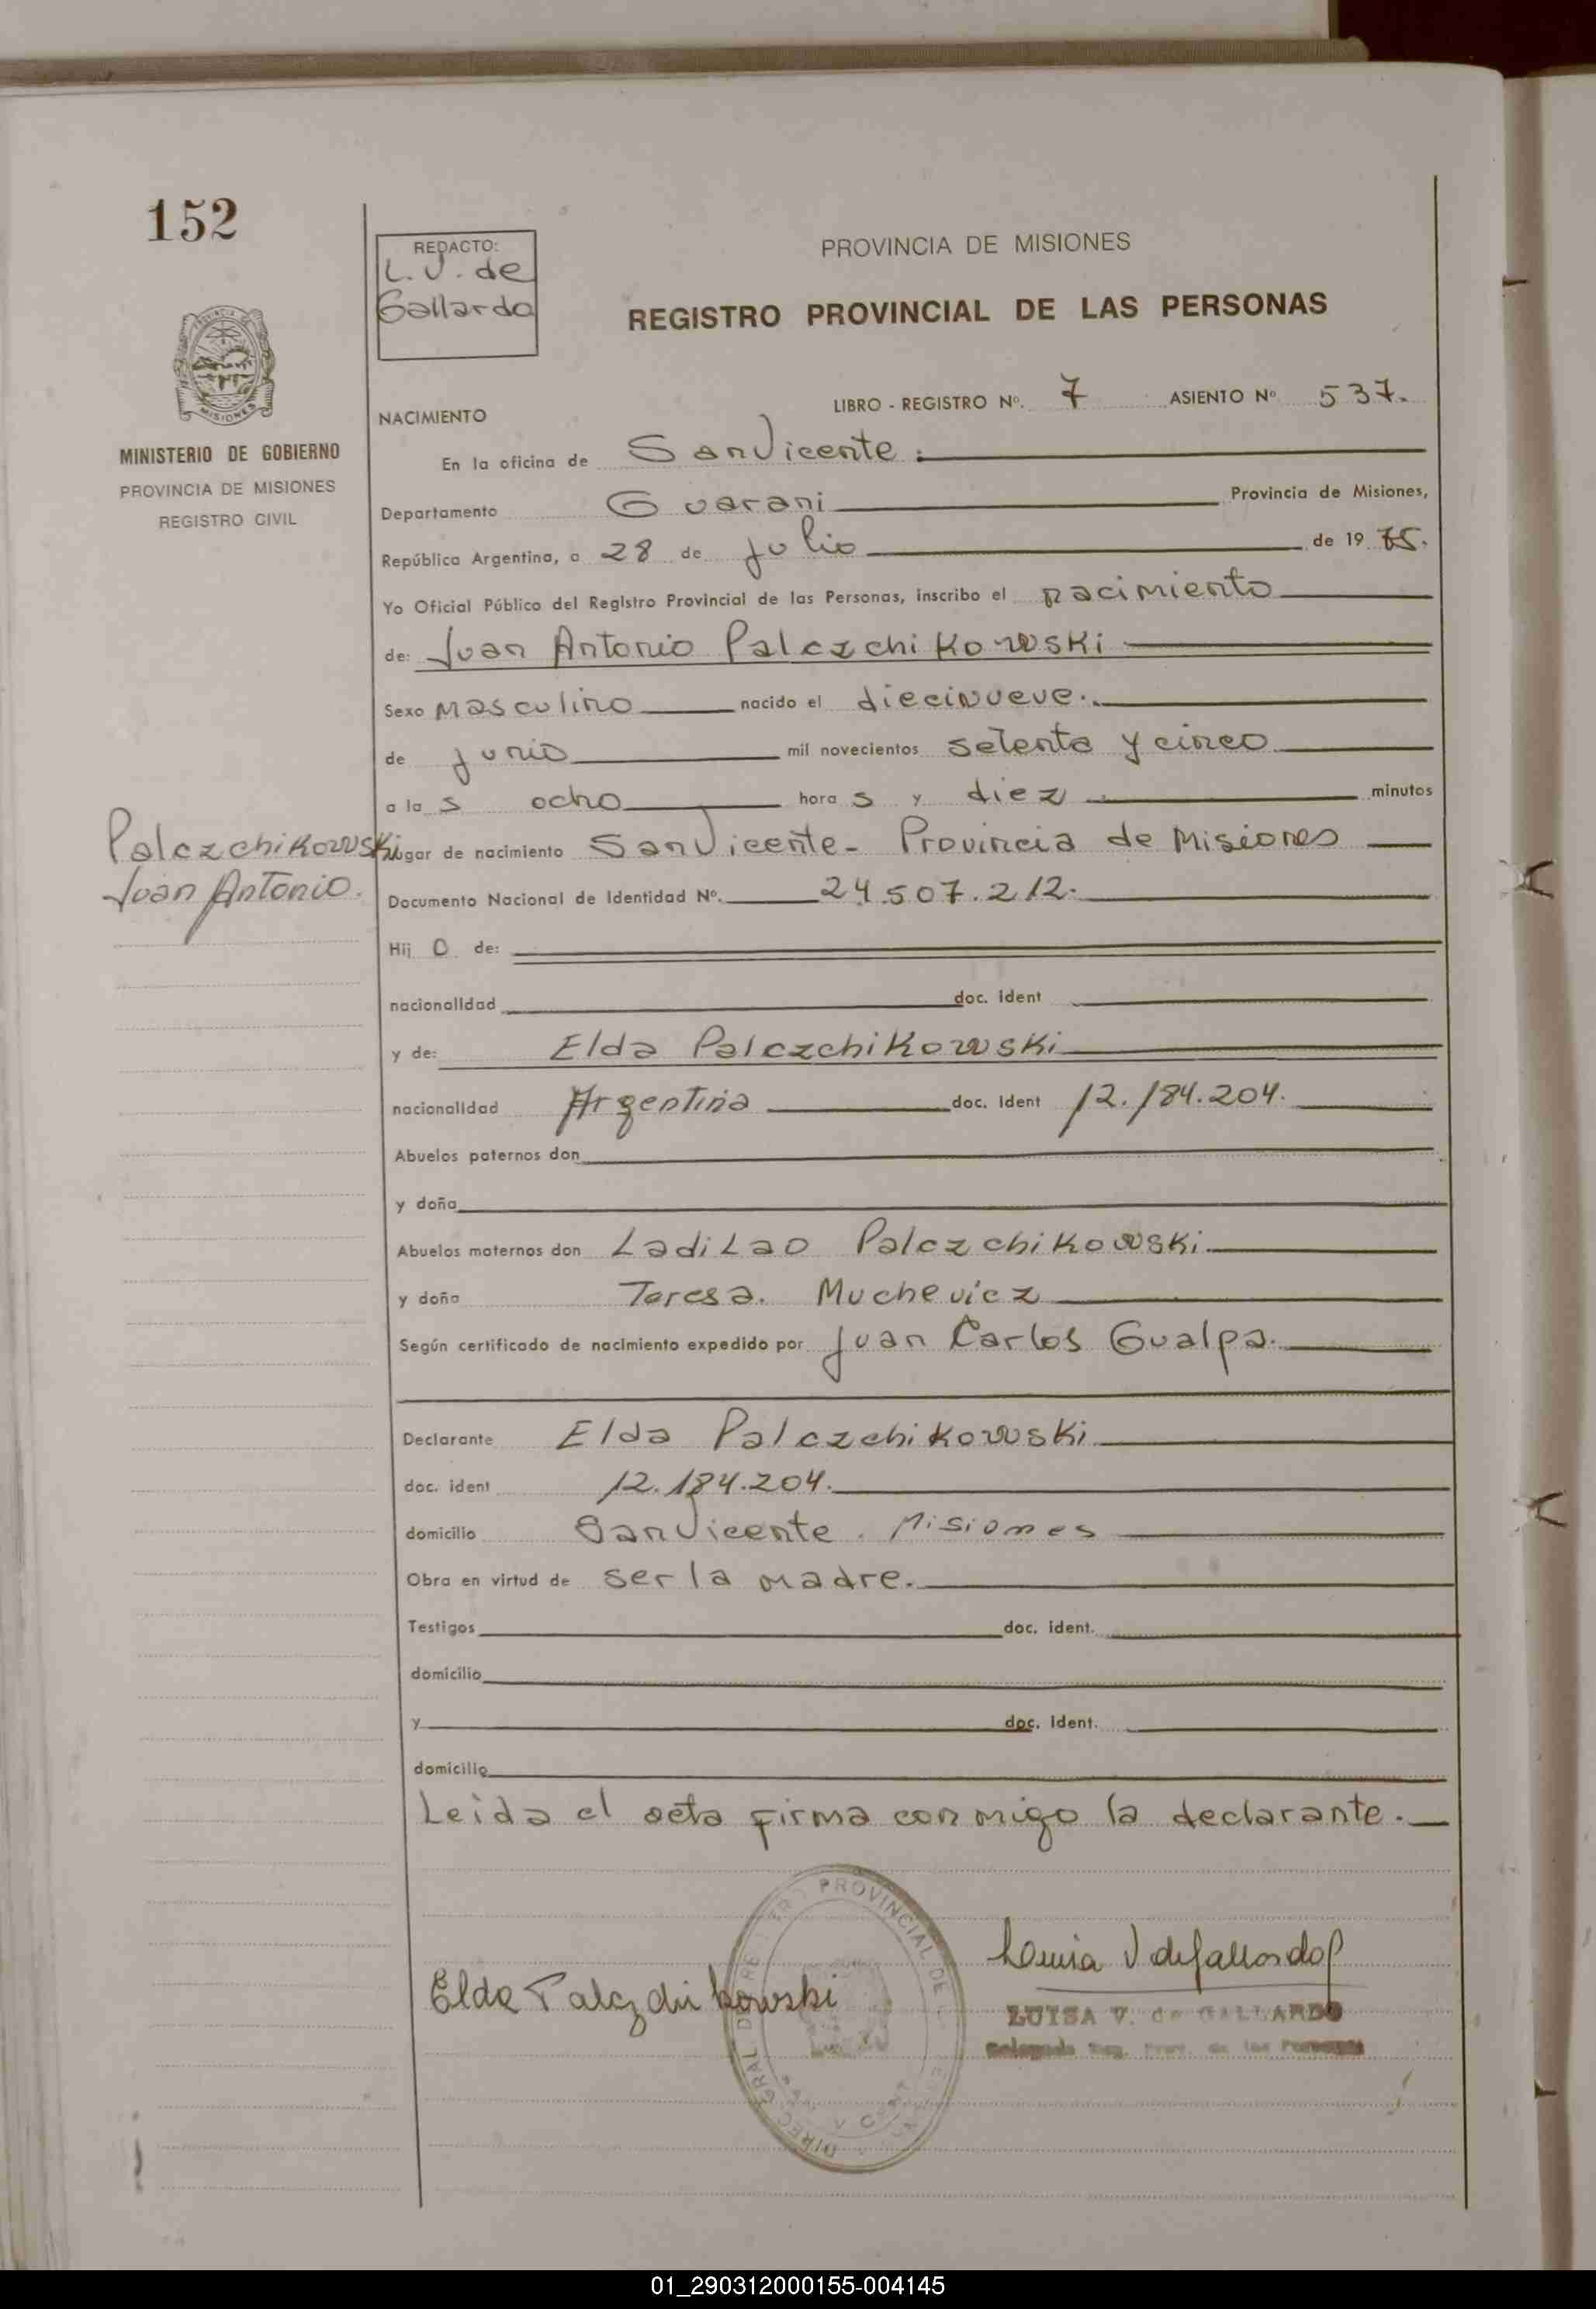 152
REDACTO:
L.V. de
Gallardo
PROVINCIA DE MISIONES
REGISTRO PROVINCIAL DE LAS PERSONAS
MINISTERIO DE GOBIERNO
PROVINCIA DE MISIONES
REGISTRO CIVIL
NACIMIENTO LIBRO - REGISTRO Nº. 7 ASIENTO Nº 537.
En la oficina de San Vicente.
Departamento Guarani Provincia de Misiones,
República Argentina, a 28 de Julio de 19 75.
Yo Oficial Público del Registro Provincial de las Personas, inscribo el nacimiento
de: Juan Antonio Palczchikowski
Sexo masculino nacido el diecinueve.
de junio mil novecientos setenta y cinco
a la s ocho hora s y diez minutos
Palczchikowski
Juan Antonio.
lugar de nacimiento San Vicente - Provincia de Misiones
Documento Nacional de Identidad Nº. 24.507.212.
Hij o de:
nacionalidad doc. ident
y de: Elda Palczchikowski
nacionalidad Argentina doc. ident 12.184.204.
Abuelos paternos don
y doña
Abuelos maternos don Ladilao Palczchikowski
y doña Teresa. Muchevicz
Según certificado de nacimiento expedido por Juan Carlos Gualpa.
Declarante Elda Palczchikowski
doc. ident 12.184.204.
domicilio San Vicente. Misiones
Obra en virtud de ser la madre.
Testigos doc. ident.
domicilio
y doc. ident.
domicilio
Leida el acta firma conmigo la declarante.
Elda Palczchikowski
LUISA V. de GALLARDO
Delegada Reg. Prov. de las Personas
01_290312000155-004145